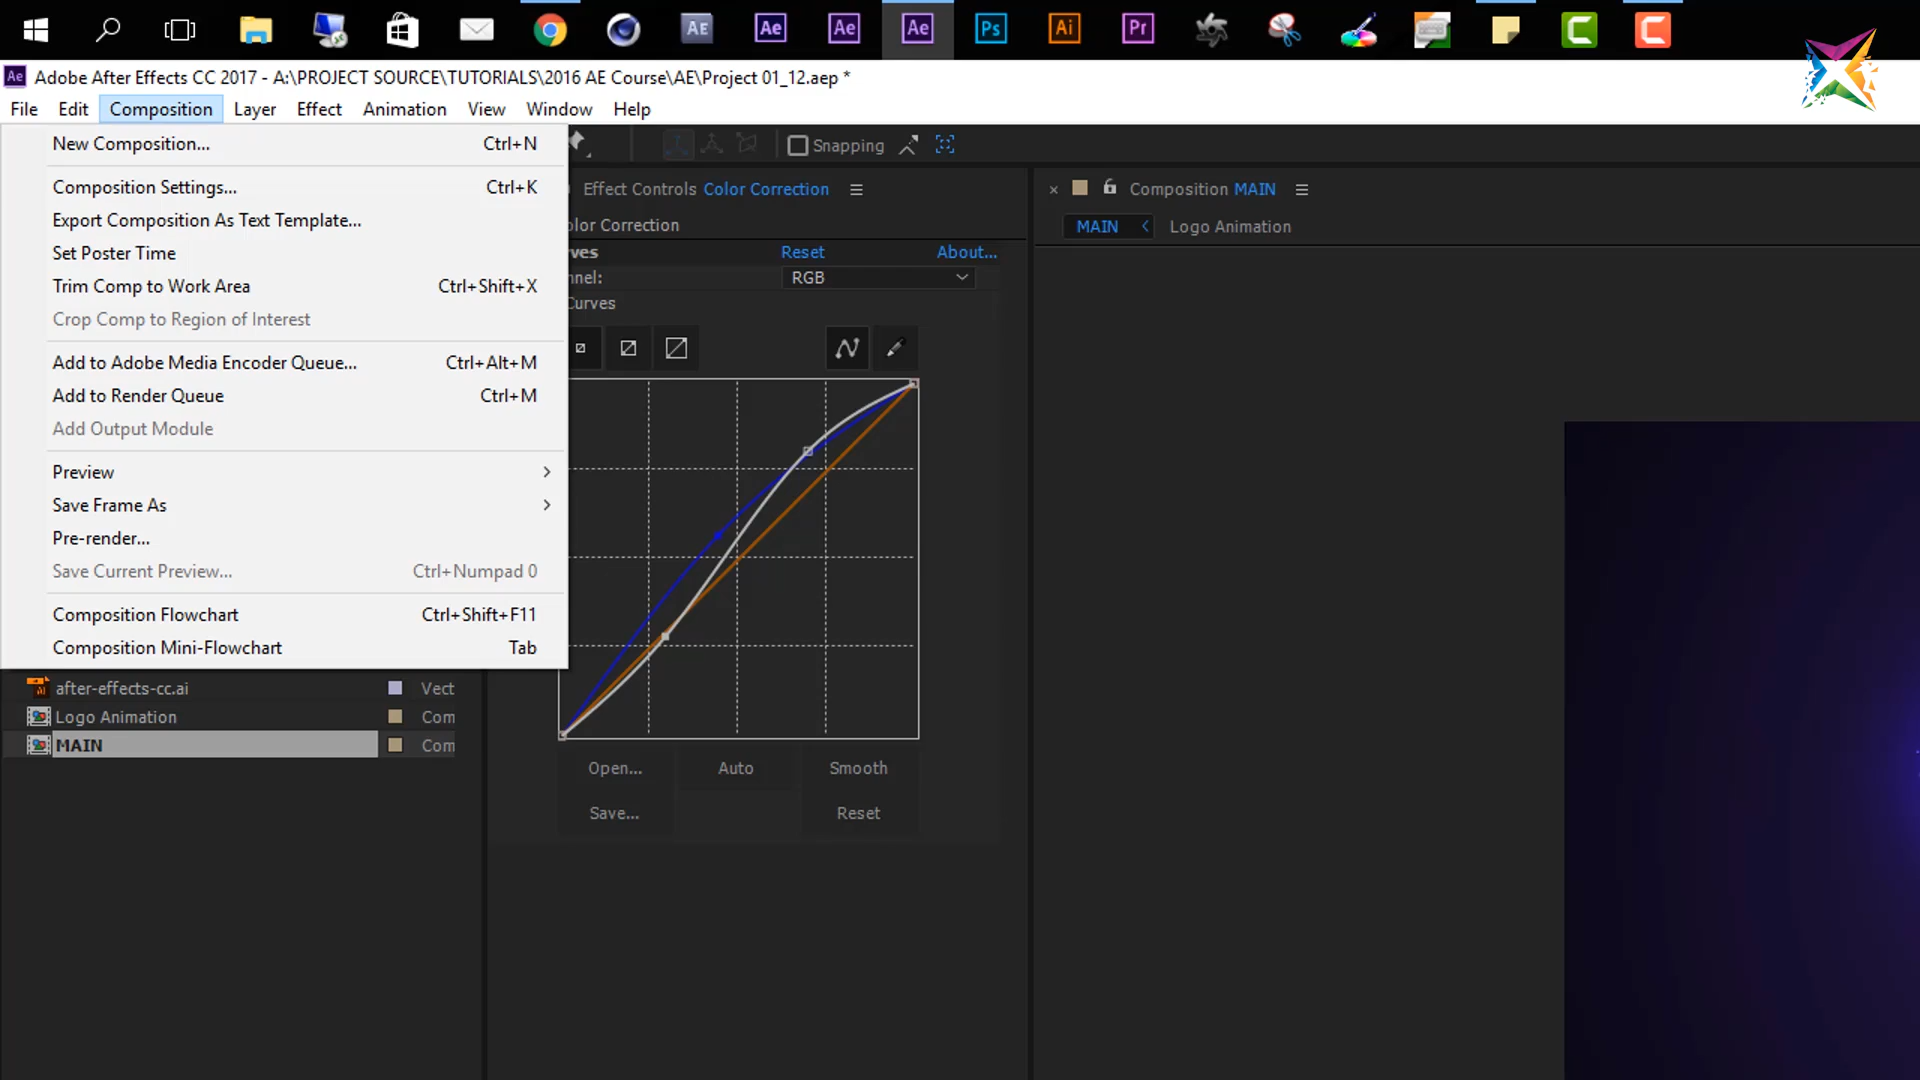 AE Ae Ae Ae Ps Ai Pr
Ae Adobe After Effects CC 2017 - A:\PROJECT SOURCE\TUTORIALS\2016 AE Course\AE\Project 01_12.aep *
File Edit Composition Layer Effect Animation View Window Help
New Composition... Ctrl+N
Snapping
Composition Settings... Ctrl+K
Effect Controls Color Correction
Composition MAIN
Export Composition As Text Template...
olor Correction
MAIN Logo Animation
Set Poster Time
ves Reset About...
Trim Comp to Work Area Ctrl+Shift+X
nnel: RGB
Crop Comp to Region of Interest
Curves
Add to Adobe Media Encoder Queue... Ctrl+Alt+M
Add to Render Queue Ctrl+M
Add Output Module
Preview
Save Frame As
Pre-render...
Save Current Preview... Ctrl+Numpad 0
Composition Flowchart Ctrl+Shift+F11
Composition Mini-Flowchart Tab
after-effects-cc.ai Vect
Logo Animation Com
MAIN Com
Open... Auto Smooth
Save... Reset